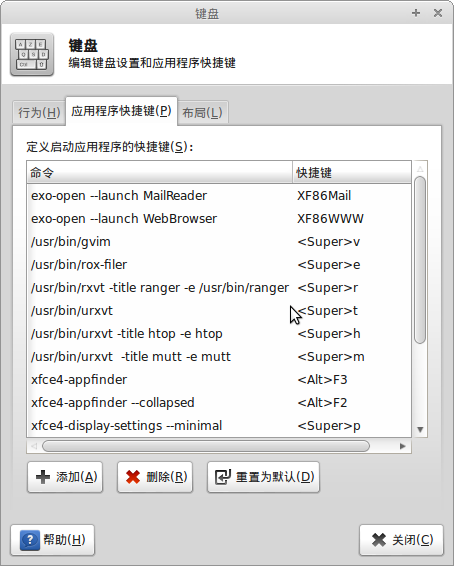 键盘
键盘
编辑键盘设置和应用程序快捷键
行为(H) 应用程序快捷键(P) 布局(L)
定义启动应用程序的快捷键(S):
命令 快捷键
exo-open --launch MailReader XF86Mail
exo-open --launch WebBrowser XF86WWW
/usr/bin/gvim <Super>v
/usr/bin/rox-filer <Super>e
/usr/bin/rxvt -title ranger -e /usr/bin/ranger <Super>r
/usr/bin/urxvt <Super>t
/usr/bin/urxvt -title htop -e htop <Super>h
/usr/bin/urxvt  -title mutt -e mutt <Super>m
xfce4-appfinder <Alt>F3
xfce4-appfinder --collapsed <Alt>F2
xfce4-display-settings --minimal <Super>p
添加(A) 删除(R) 重置为默认(D)
帮助(H) 关闭(C)